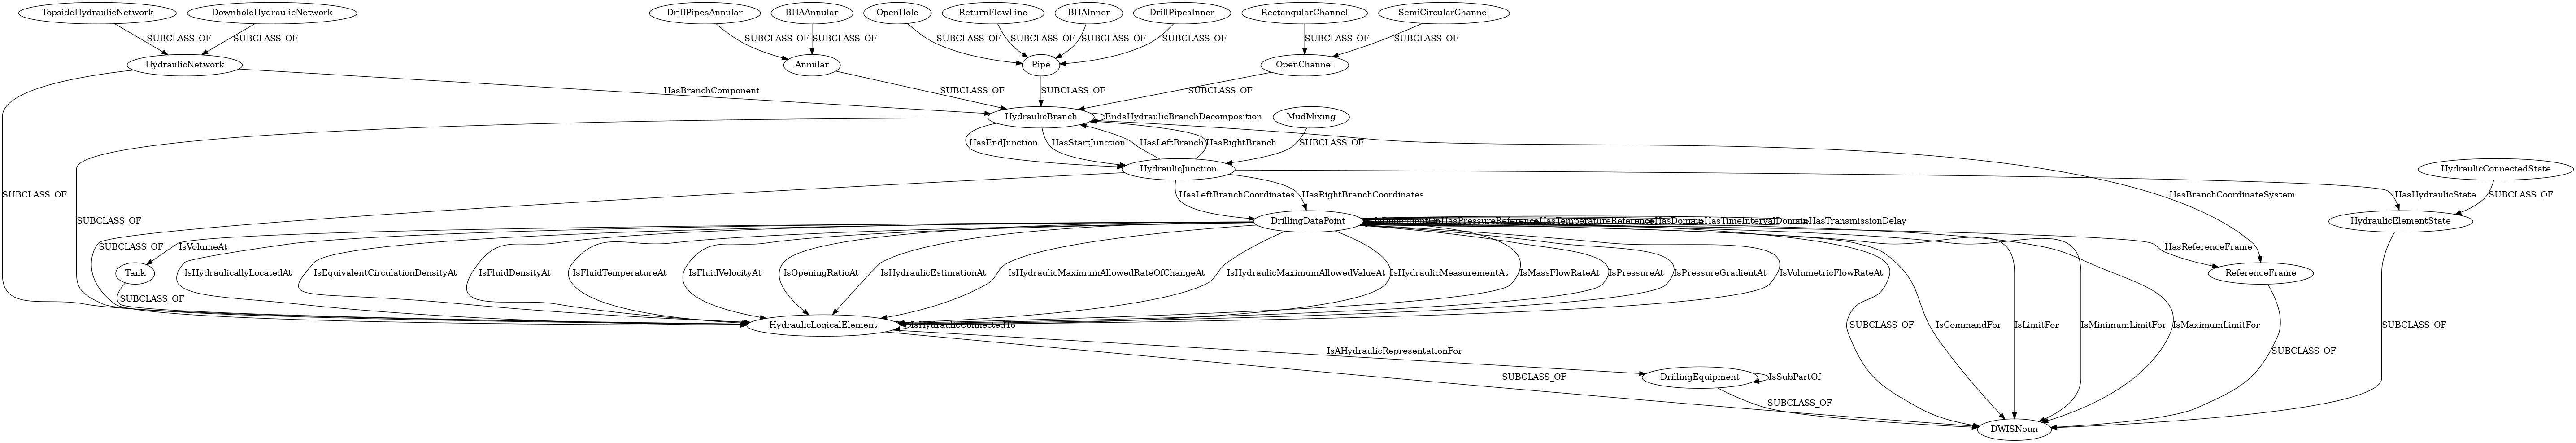 TopsideHydraulicNetwork
DownholeHydraulicNetwork
DrillPipesAnnular
BHAAnnular
OpenHole
ReturnFlowLine
BHAInner
DrillPipesInner
RectangularChannel
SemiCircularChannel
SUBCLASS_OF
SUBCLASS_OF
SUBCLASS_OF
SUBCLASS_OF
SUBCLASS_OF
SUBCLASS_OF
SUBCLASS_OF
SUBCLASS_OF
SUBCLASS_OF
SUBCLASS_OF
HydraulicNetwork
Annular
Pipe
OpenChannel
HasBranchComponent
SUBCLASS_OF
SUBCLASS_OF
SUBCLASS_OF
HydraulicBranch
EndsHydraulicBranchDecomposition
MudMixing
HasEndJunction
HasStartJunction
HasLeftBranch
HasRightBranch
SUBCLASS_OF
HydraulicJunction
HydraulicConnectedState
SUBCLASS_OF
SUBCLASS_OF
HasLeftBranchCoordinates
HasRightBranchCoordinates
HasBranchCoordinateSystem
HasHydraulicState
SUBCLASS_OF
DrillingDataPoint
HasPressureReference
HasTemperatureReference
HasDomain
HasTimeIntervalDomain
HasTransmissionDelay
HydraulicElementState
SUBCLASS_OF
IsVolumeAt
HasReferenceFrame
Tank
IsHydraulicallyLocatedAt
IsEquivalentCirculationDensityAt
IsFluidDensityAt
IsFluidTemperatureAt
IsFluidVelocityAt
IsOpeningRatioAt
IsHydraulicEstimationAt
IsHydraulicMaximumAllowedRateOfChangeAt
IsHydraulicMaximumAllowedValueAt
IsHydraulicMeasurementAt
IsMassFlowRateAt
IsPressureAt
IsPressureGradientAt
IsVolumetricFlowRateAt
ReferenceFrame
SUBCLASS_OF
HydraulicLogicalElement
IsHydraulicConnectedTo
SUBCLASS_OF
IsCommandFor
IsLimitFor
IsMinimumLimitFor
IsMaximumLimitFor
SUBCLASS_OF
IsAHydraulicRepresentationFor
SUBCLASS_OF
SUBCLASS_OF
DrillingEquipment
IsSubPartOf
SUBCLASS_OF
DWISNoun